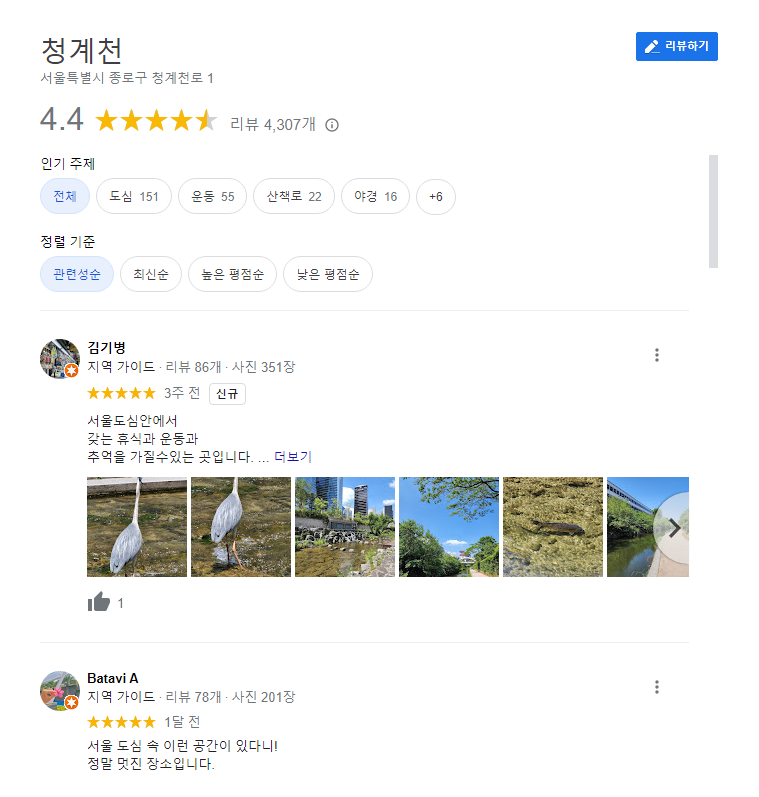 청계천
리뷰하기
서울특별시 종로구 청계천로 1
4.4 리뷰 4,307개
인기 주제
전체 도심 151 운동 55 산책로 22 야경 16 +6
정렬 기준
관련성순 최신순 높은 평점순 낮은 평점순
김기병
지역 가이드 · 리뷰 86개 · 사진 351장
3주 전 신규
서울도심안에서
갖는 휴식과 운동과
추억을 가질수있는 곳입니다. ... 더보기
1
Batavi A
지역 가이드 · 리뷰 78개 · 사진 201장
1달 전
서울 도심 속 이런 공간이 있다니!
정말 멋진 장소입니다.